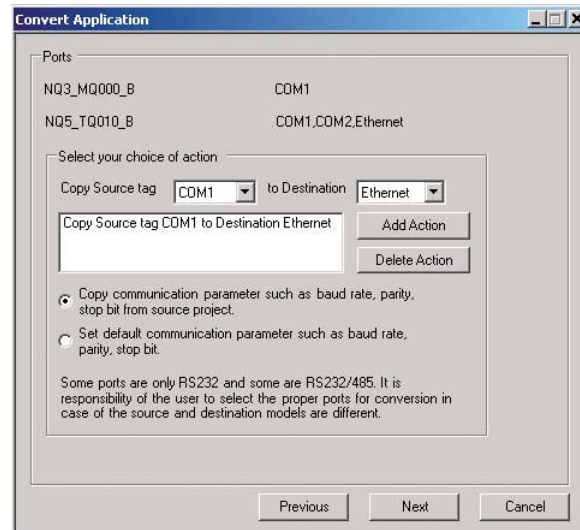 Convert Application
Ports
NQ3_MQ000_B COM1
NQ5_TQ010_B COM1,COM2,Ethernet
Select your choice of action
Copy Source tag COM1 to Destination Ethernet
Copy Source tag COM1 to Destination Ethernet
Add Action
Delete Action
Copy communication parameter such as baud rate, parity,
stop bit from source project.
Set default communication parameter such as baud rate,
parity, stop bit.
Some ports are only RS232 and some are RS232/485. It is
responsibility of the user to select the proper ports for conversion in
case of the source and destination models are different.
Previous Next Cancel